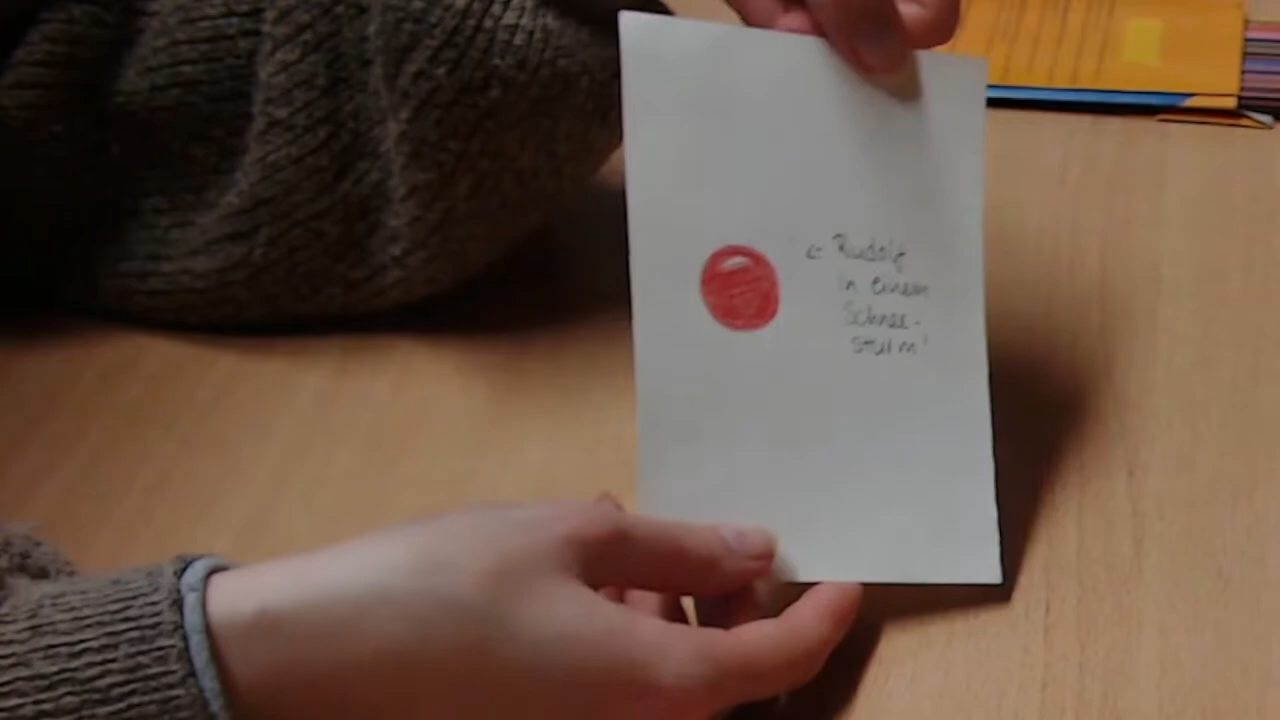 ← Rudolf
in einem
Schnee-
sturm!